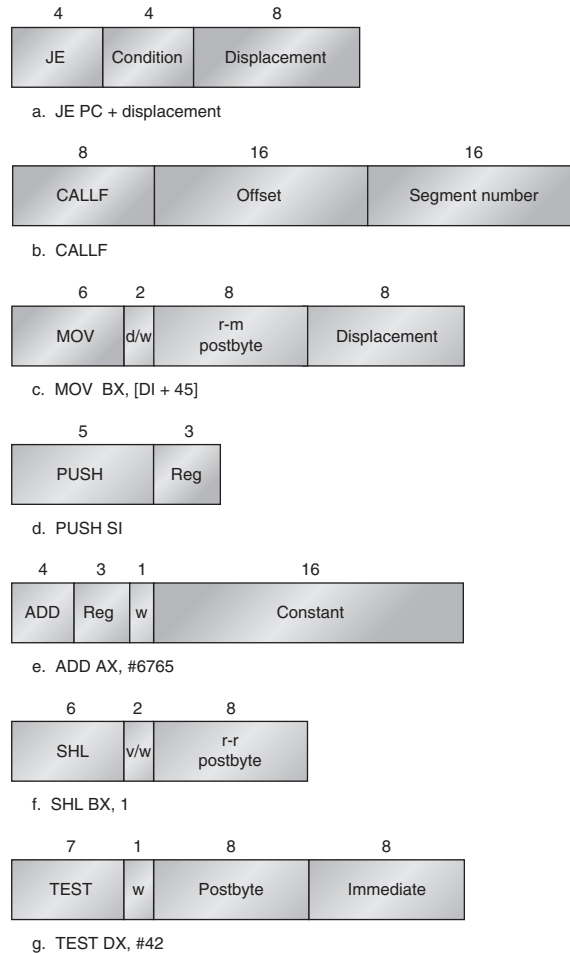 4 4 8
JE Condition Displacement
a. JE PC + displacement
8 16 16
CALLF Offset Segment number
b. CALLF
6 2 8 8
MOV d/w r-m postbyte Displacement
c. MOV BX, [DI + 45]
5 3
PUSH Reg
d. PUSH SI
4 3 1 16
ADD Reg w Constant
e. ADD AX, #6765
6 2 8
SHL v/w r-r postbyte
f. SHL BX, 1
7 1 8 8
TEST w Postbyte Immediate
g. TEST DX, #42